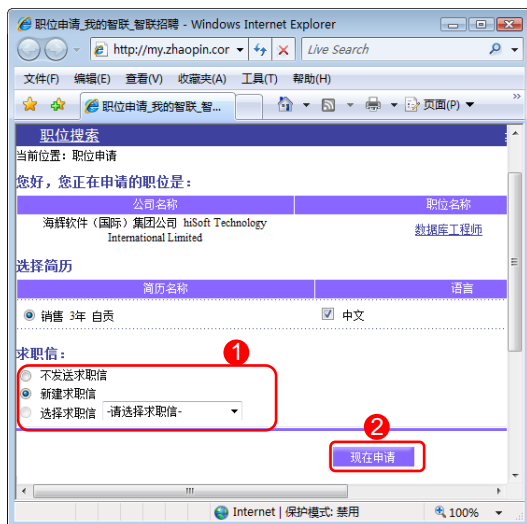 职位申请_我的智联_智联招聘 - Windows Internet Explorer
http://my.zhaopin.cor
Live Search
文件(F) 编辑(E) 查看(V) 收藏夹(A) 工具(T) 帮助(H)
职位申请_我的智联_智... 页面(P)
职位搜索
当前位置：职位申请
您好，您正在申请的职位是：
公司名称 职位名称
海辉软件（国际）集团公司 hiSoft Technology
International Limited
数据库工程师
选择简历
简历名称 语言
销售 3年 自贡 中文
求职信：
1
不发送求职信
新建求职信
选择求职信 -请选择求职信-
2
现在申请
Internet | 保护模式: 禁用 100%